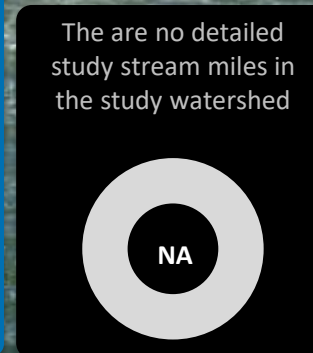 The are no detailed
study stream miles in
the study watershed
NA